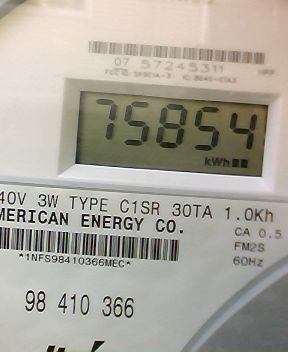 07 57245311
75854
kWh
40V 3W TYPE C1SR 30TA 1.0Kh
MERICAN ENERGY CO.
CA 0.5
FM2S
*1NFS98410366MEC*
60Hz
98 410 366